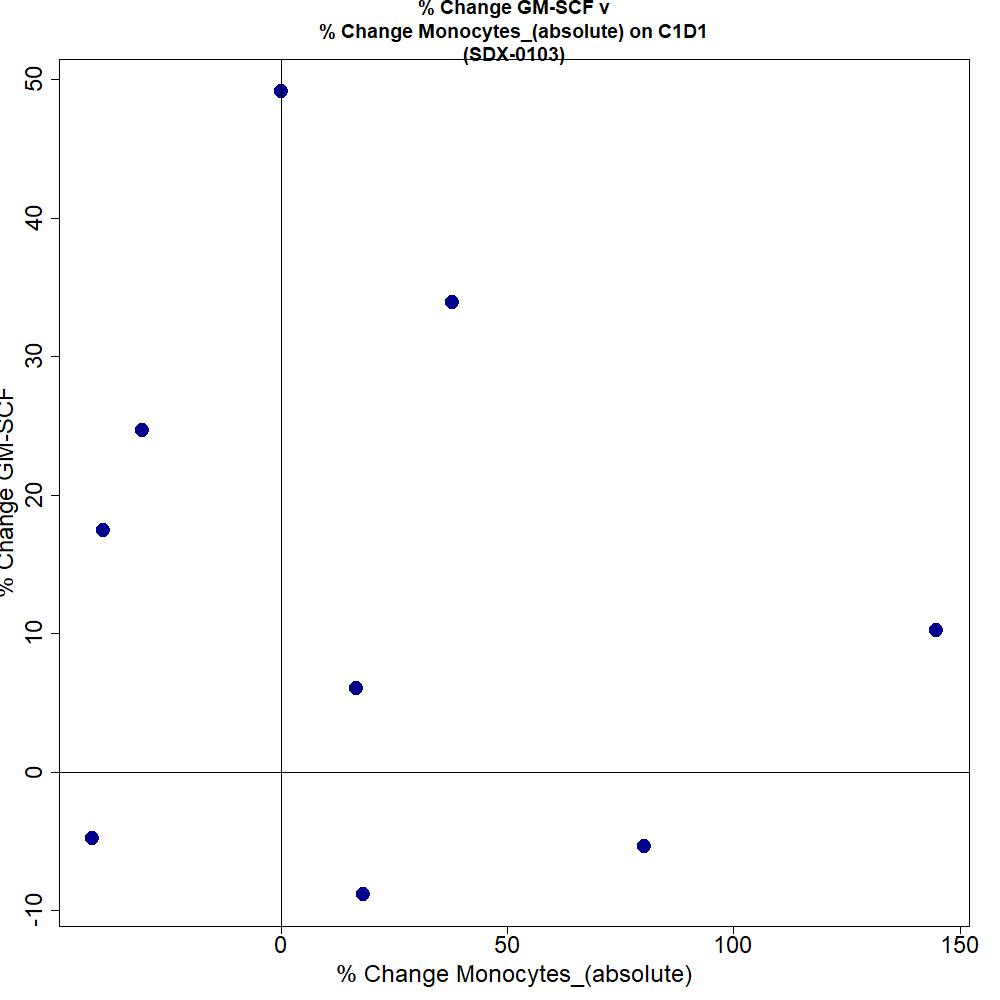 % Change GM-SCF v
% Change Monocytes_(absolute) on C1D1
(SDX-0103)
50
40
30
20
10
0
-10
% Change GM-SCF
0
50
100
150
% Change Monocytes_(absolute)